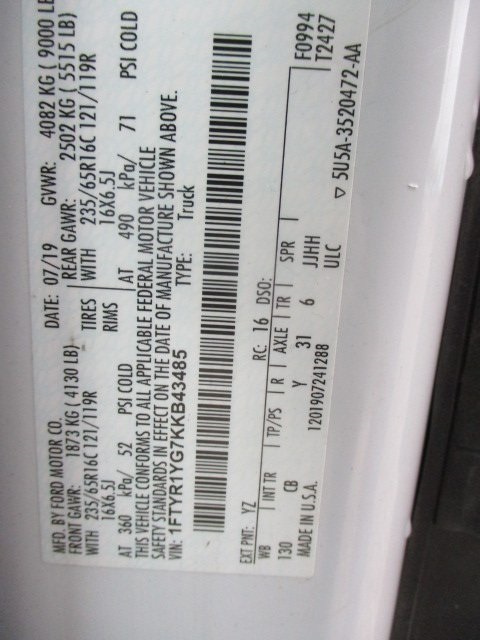 MFD. BY FORD MOTOR CO.
DATE: 07/19 GVWR: 4082 KG ( 9000 LB
FRONT GAWR: 1873 KG ( 4130 LB) REAR GAWR: 2502 KG ( 5515 LB)
WITH 235/65R16C 121/119R TIRES WITH 235/65R16C 121/119R
16X6.5J RIMS 16X6.5J
AT 360 kPa/ 52 PSI COLD AT 490 kPa/ 71 PSI COLD
THIS VEHICLE CONFORMS TO ALL APPLICABLE FEDERAL MOTOR VEHICLE
SAFETY STANDARDS IN EFFECT ON THE DATE OF MANUFACTURE SHOWN ABOVE.
VIN: 1FTYR1YG7KKB43485 TYPE: Truck
F0994
T2427
EXT PNT: YZ RC: 16 DSO:
WB INT TR TP/PS R AXLE TR SPR
130 CB Y 31 6 JJHH
MADE IN U.S.A. 1201907241288 ULC
▽ 5U5A-3520472-AA